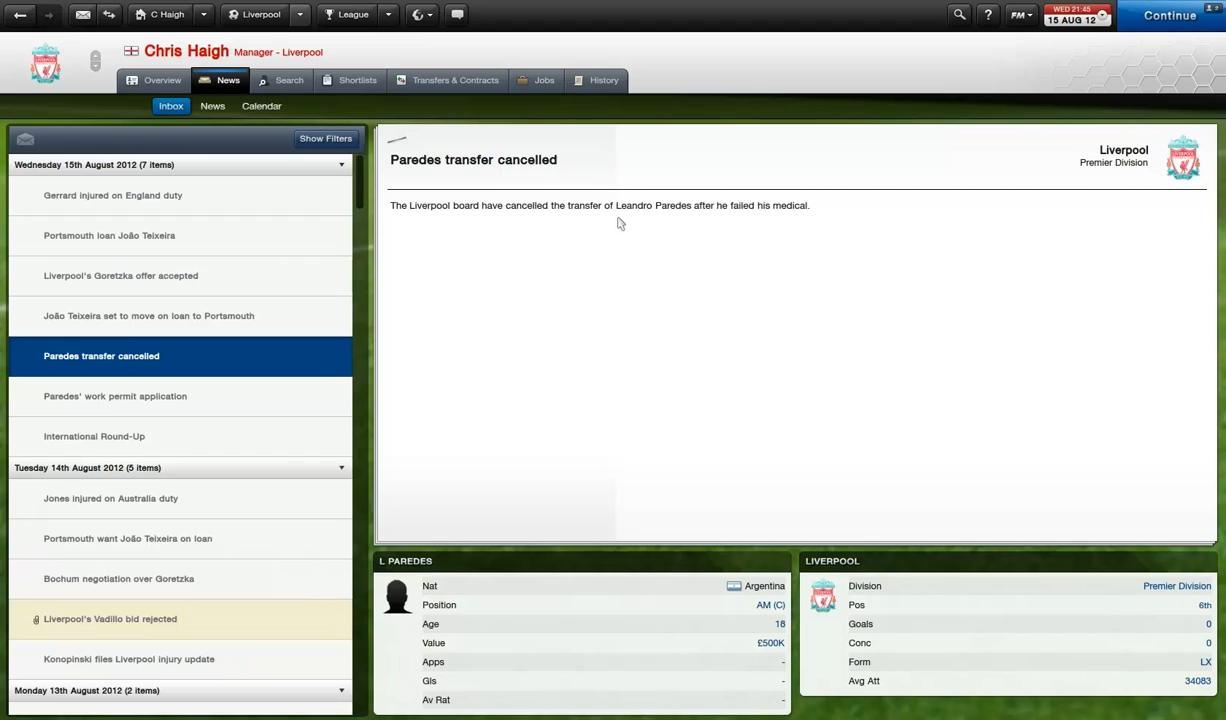 C Haigh
Liverpool
League
?
FM
WED 21:45
15 AUG 12
Continue
2
Chris Haigh Manager - Liverpool
Overview
News
Search
Shortlists
Transfers & Contracts
Jobs
History
Inbox
News
Calendar
Show Filters
Wednesday 15th August 2012 (7 items)
Gerrard injured on England duty
Portsmouth loan João Teixeira
Liverpool's Goretzka offer accepted
João Teixeira set to move on loan to Portsmouth
Paredes transfer cancelled
Paredes' work permit application
International Round-Up
Tuesday 14th August 2012 (5 items)
Jones injured on Australia duty
Portsmouth want João Teixeira on loan
Bochum negotiation over Goretzka
Liverpool's Vadillo bid rejected
Konopinski files Liverpool injury update
Monday 13th August 2012 (2 items)
Paredes transfer cancelled
Liverpool
Premier Division
The Liverpool board have cancelled the transfer of Leandro Paredes after he failed his medical.
L PAREDES
Nat Argentina
Position AM (C)
Age 18
Value £500K
Apps -
Gls -
Av Rat -
LIVERPOOL
Division Premier Division
Pos 6th
Goals 0
Conc 0
Form LX
Avg Att 34083